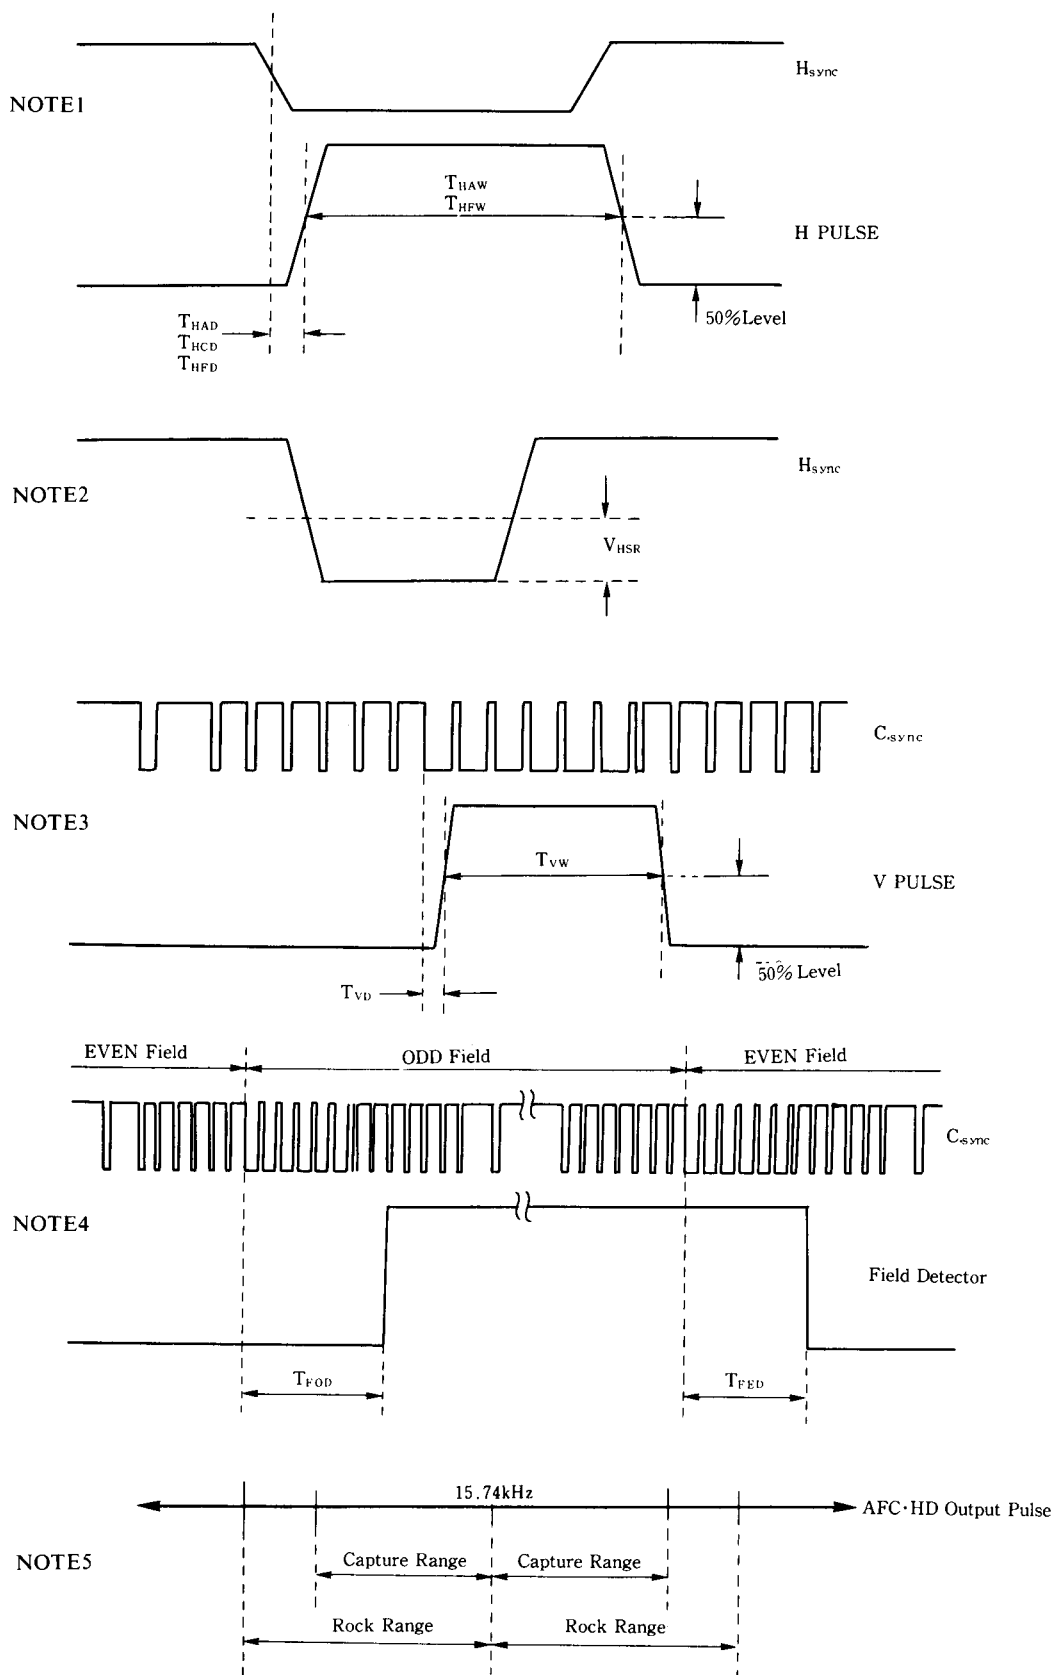 Hsync
NOTE1
THAW
THFW
H PULSE
50%Level
THAD
THCD
THFD
Hsync
NOTE2
VHSR
C.sync
NOTE3
TVW
V PULSE
50% Level
TVD
EVEN Field
ODD Field
EVEN Field
C.sync
NOTE4
Field Detector
TFOD
TFED
15.74kHz
AFC·HD Output Pulse
NOTE5
Capture Range
Capture Range
Rock Range
Rock Range